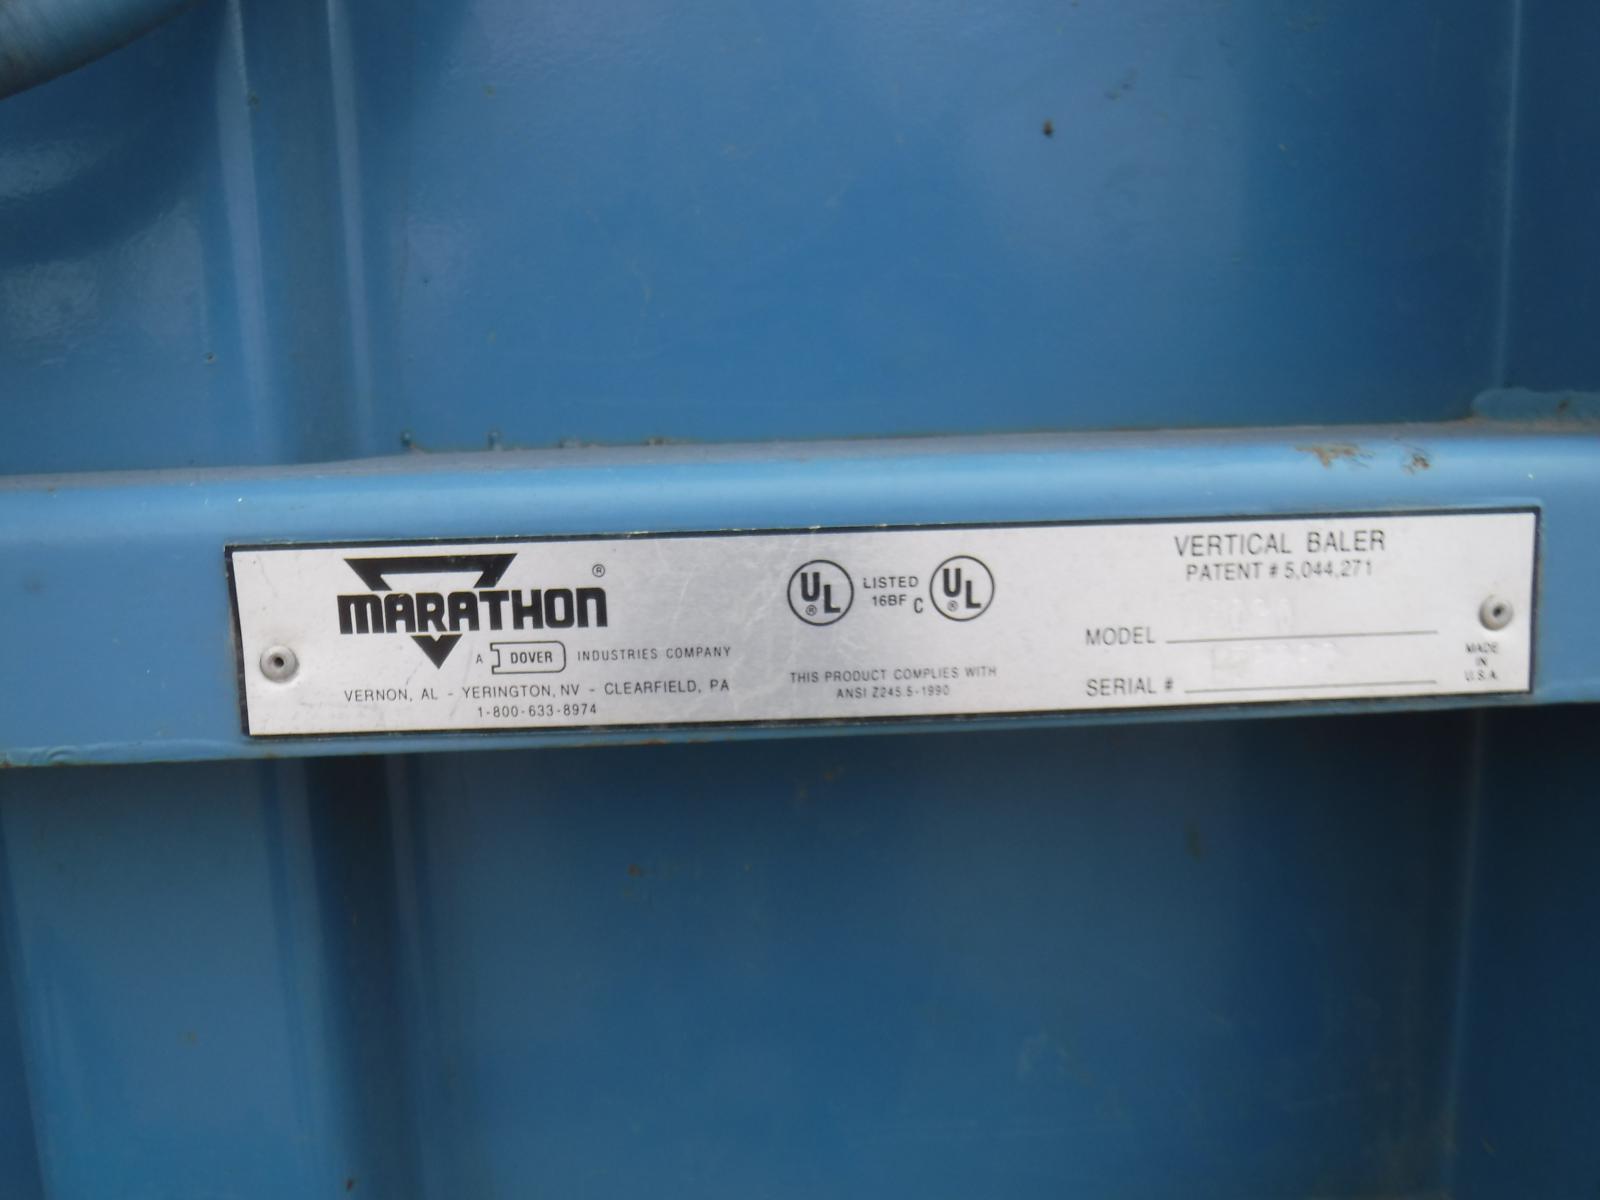 MARATHON ®
A DOVER INDUSTRIES COMPANY
VERNON, AL - YERINGTON, NV - CLEARFIELD, PA
1-800-633-8974
UL ® LISTED 16BF C UL ®
THIS PRODUCT COMPLIES WITH
ANSI Z245.5-1990
VERTICAL BALER
PATENT # 5,044,271
MODEL
SERIAL #
MADE
IN
U.S.A.